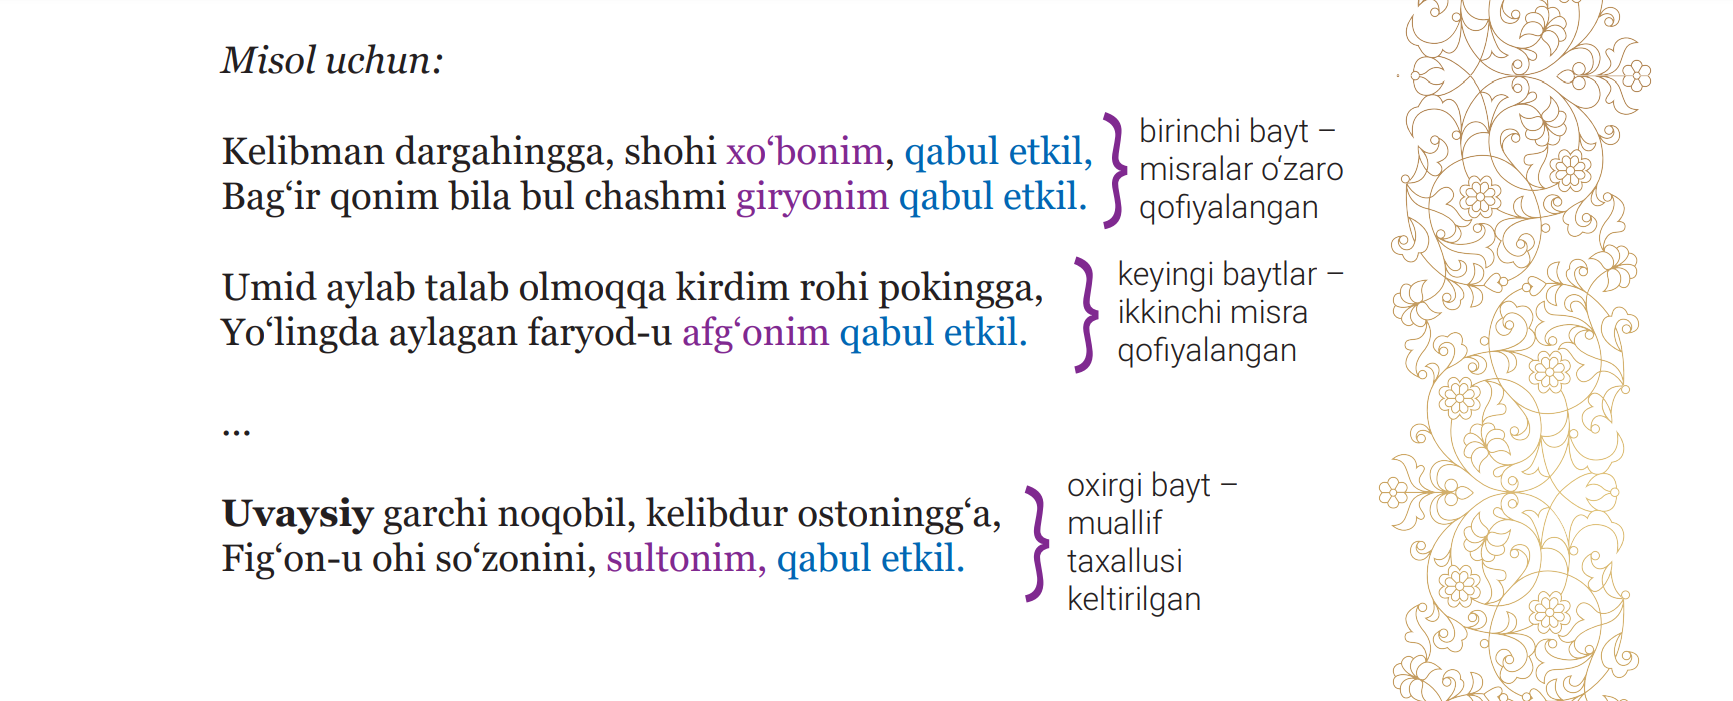 Misol uchun:
Kelibman dargahingga, shohi xo‘bonim, qabul etkil,
Bag‘ir qonim bila bul chashmi giryonim qabul etkil.
birinchi bayt –
misralar o‘zaro
qofiyalangan
Umid aylab talab olmoqqa kirdim rohi pokingga,
Yo‘lingda aylagan faryod-u afg‘onim qabul etkil.
keyingi baytlar –
ikkinchi misra
qofiyalangan
...
Uvaysiy garchi noqobil, kelibdur ostoningg‘a,
Fig‘on-u ohi so‘zonini, sultonim, qabul etkil.
oxirgi bayt –
muallif
taxallusi
keltirilgan